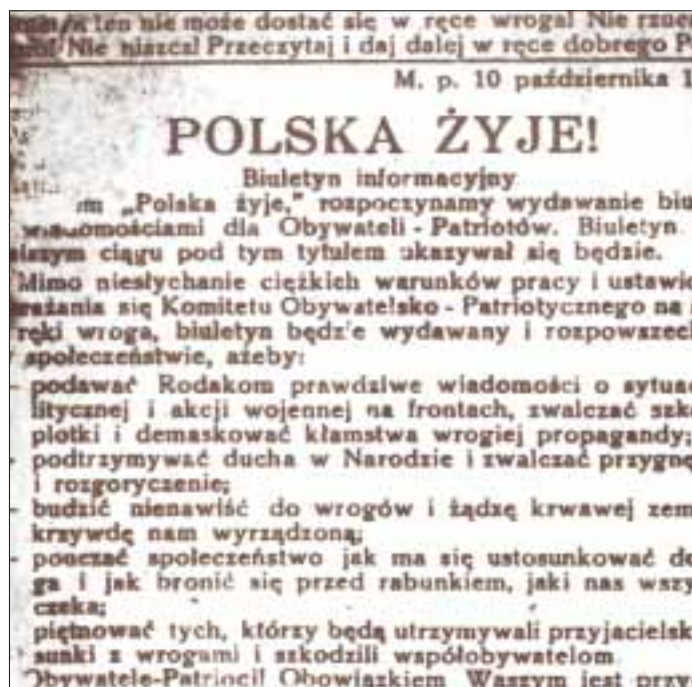 ten nie może dostać się w ręce wroga! Nie
Nie niszcz! Przeczytaj i daj dalej w ręce dobrego P
M. p. 10 października 1
POLSKA ŻYJE!
Biuletyn informacyjny
m „Polska żyje," rozpoczynamy wydawanie biu
domościami dla Obywateli - Patriotów. Biuletyn
lszym ciągu pod tym tytułem ukazywał się będzie.
Mimo niesłychanie ciężkich warunków pracy i ustawic
rażania się Komitetu Obywatelsko - Patriotycznego na
ręki wroga, biuletyn będz'e wydawany i rozpowszech
społeczeństwie, ażeby:
- podawać Rodakom prawdziwe wiadomości o sytuac
litycznej i akcji wojennej na frontach, zwalczać szk
plotki i demaskować kłamstwa wrogiej propagandy;
- podtrzymywać ducha w Narodzie i zwalczać przygnę
i rozgoryczenie;
- budzić nienawiść do wrogów i żądzę krwawej zem
krzywdę nam wyrządzoną;
- pouczać społeczeństwo jak ma się ustosunkować do
ga i jak bronić się przed rabunkiem, jaki nas wszy
czeka;
piętnować tych, którzy będą utrzymywali przyjacielsk
sunki z wrogami i szkodzili współobywatelom
Obywatele-Patrioci! Obowiązkiem Waszym jest przy